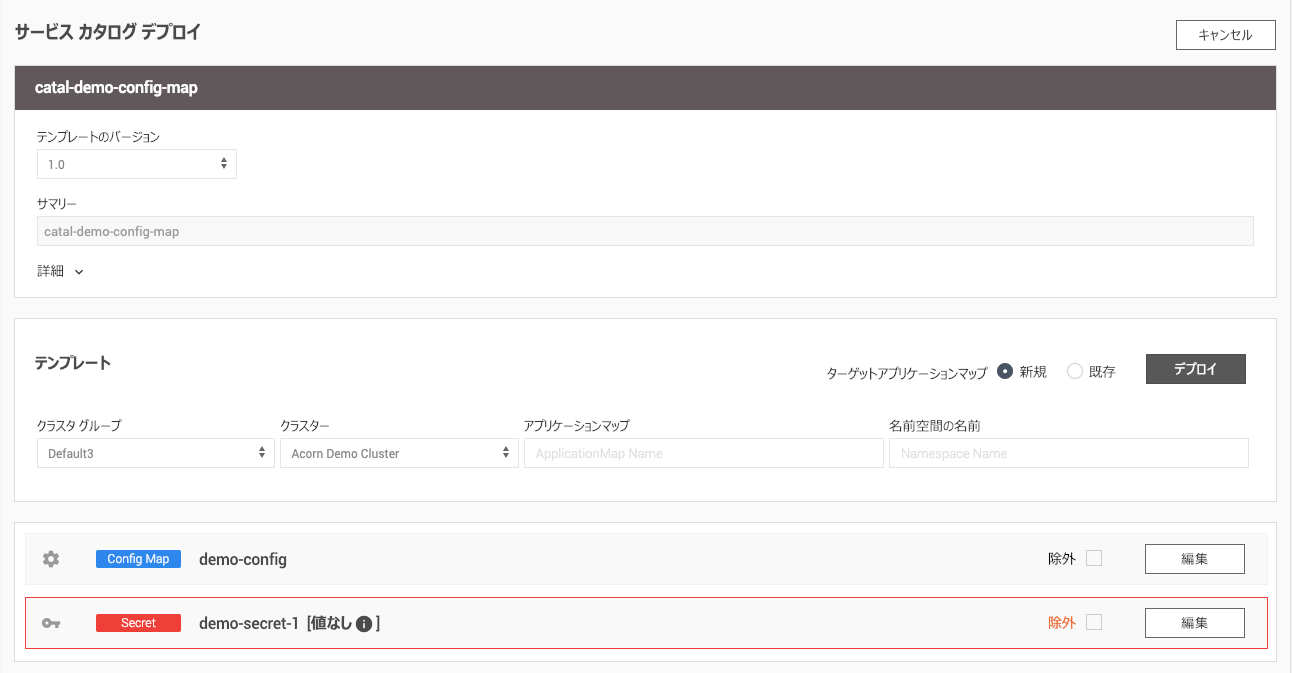 サービス カタログ デプロイ
キャンセル
catal-demo-config-map
テンプレートのバージョン
1.0
サマリー
catal-demo-config-map
詳細
テンプレート
ターゲットアプリケーションマップ 新規 既存 デプロイ
クラスタ グループ クラスター アプリケーションマップ 名前空間の名前
Default3 Acorn Demo Cluster ApplicationMap Name Namespace Name
Config Map demo-config 除外 編集
Secret demo-secret-1 [値なし i ] 除外 編集